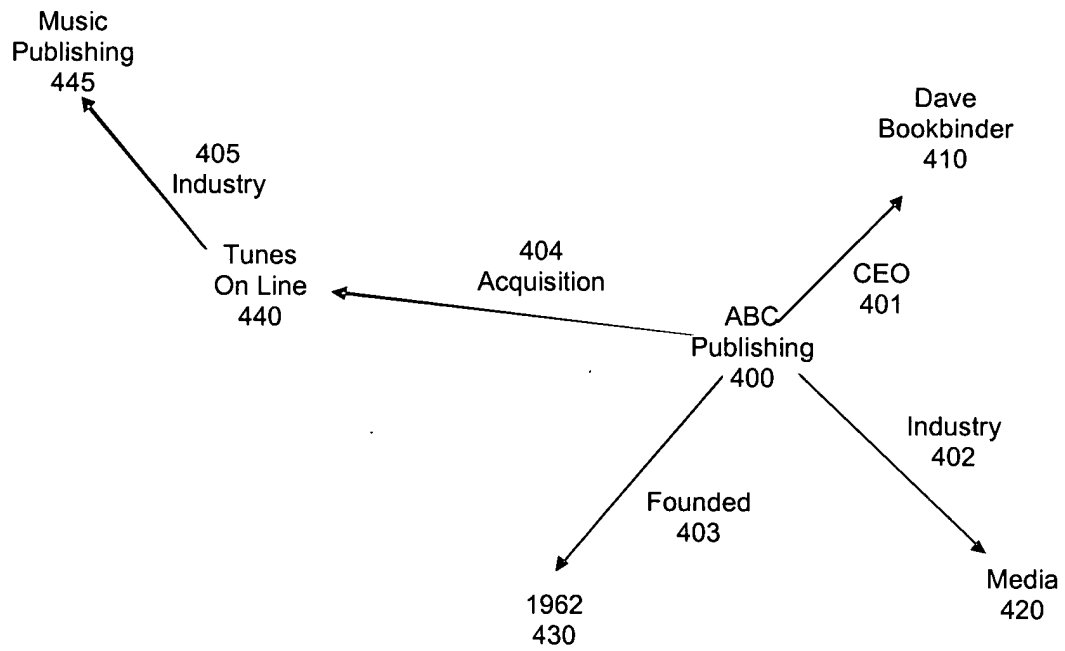 Music
Publishing
445
405
Industry
Tunes
On Line
440
404
Acquisition
Dave
Bookbinder
410
CEO
401
ABC
Publishing
400
Industry
402
Founded
403
Media
420
1962
430